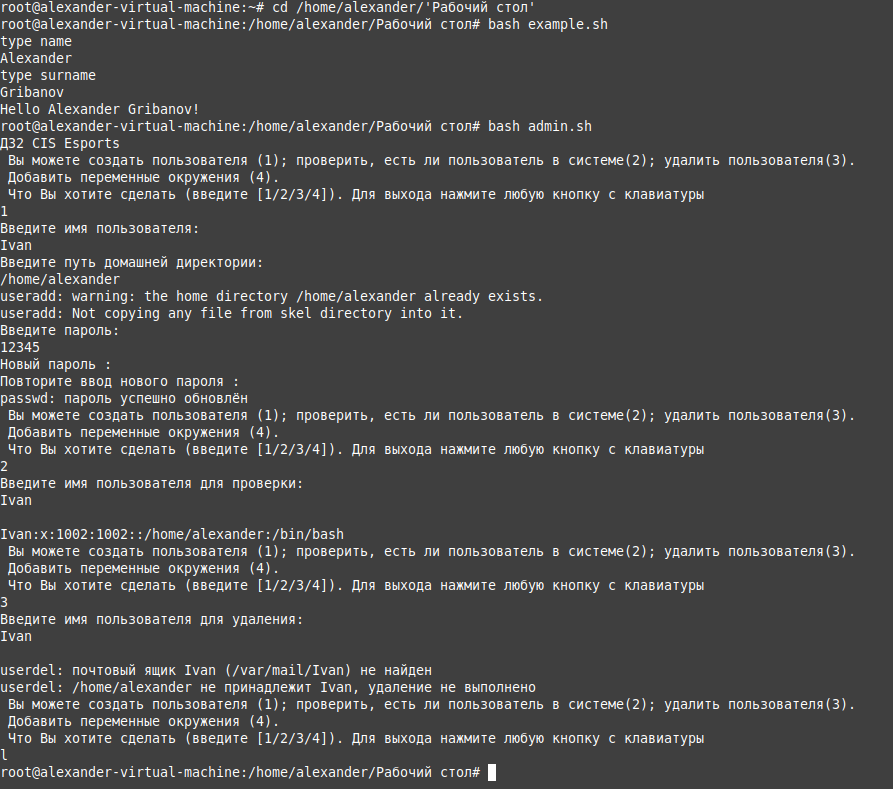 root@alexander-virtual-machine:~# cd /home/alexander/'Рабочий стол'
root@alexander-virtual-machine:/home/alexander/Рабочий стол# bash example.sh
type name
Alexander
type surname
Gribanov
Hello Alexander Gribanov!
root@alexander-virtual-machine:/home/alexander/Рабочий стол# bash admin.sh
ДЗ2 CIS Esports
Вы можете создать пользователя (1); проверить, есть ли пользователь в системе(2); удалить пользователя(3).
Добавить переменные окружения (4).
Что Вы хотите сделать (введите [1/2/3/4]). Для выхода нажмите любую кнопку с клавиатуры
1
Введите имя пользователя:
Ivan
Введите путь домашней директории:
/home/alexander
useradd: warning: the home directory /home/alexander already exists.
useradd: Not copying any file from skel directory into it.
Введите пароль:
12345
Новый пароль :
Повторите ввод нового пароля :
passwd: пароль успешно обновлён
Вы можете создать пользователя (1); проверить, есть ли пользователь в системе(2); удалить пользователя(3).
Добавить переменные окружения (4).
Что Вы хотите сделать (введите [1/2/3/4]). Для выхода нажмите любую кнопку с клавиатуры
2
Введите имя пользователя для проверки:
Ivan
Ivan:x:1002:1002::/home/alexander:/bin/bash
Вы можете создать пользователя (1); проверить, есть ли пользователь в системе(2); удалить пользователя(3).
Добавить переменные окружения (4).
Что Вы хотите сделать (введите [1/2/3/4]). Для выхода нажмите любую кнопку с клавиатуры
3
Введите имя пользователя для удаления:
Ivan
userdel: почтовый ящик Ivan (/var/mail/Ivan) не найден
userdel: /home/alexander не принадлежит Ivan, удаление не выполнено
Вы можете создать пользователя (1); проверить, есть ли пользователь в системе(2); удалить пользователя(3).
Добавить переменные окружения (4).
Что Вы хотите сделать (введите [1/2/3/4]). Для выхода нажмите любую кнопку с клавиатуры
l
root@alexander-virtual-machine:/home/alexander/Рабочий стол#